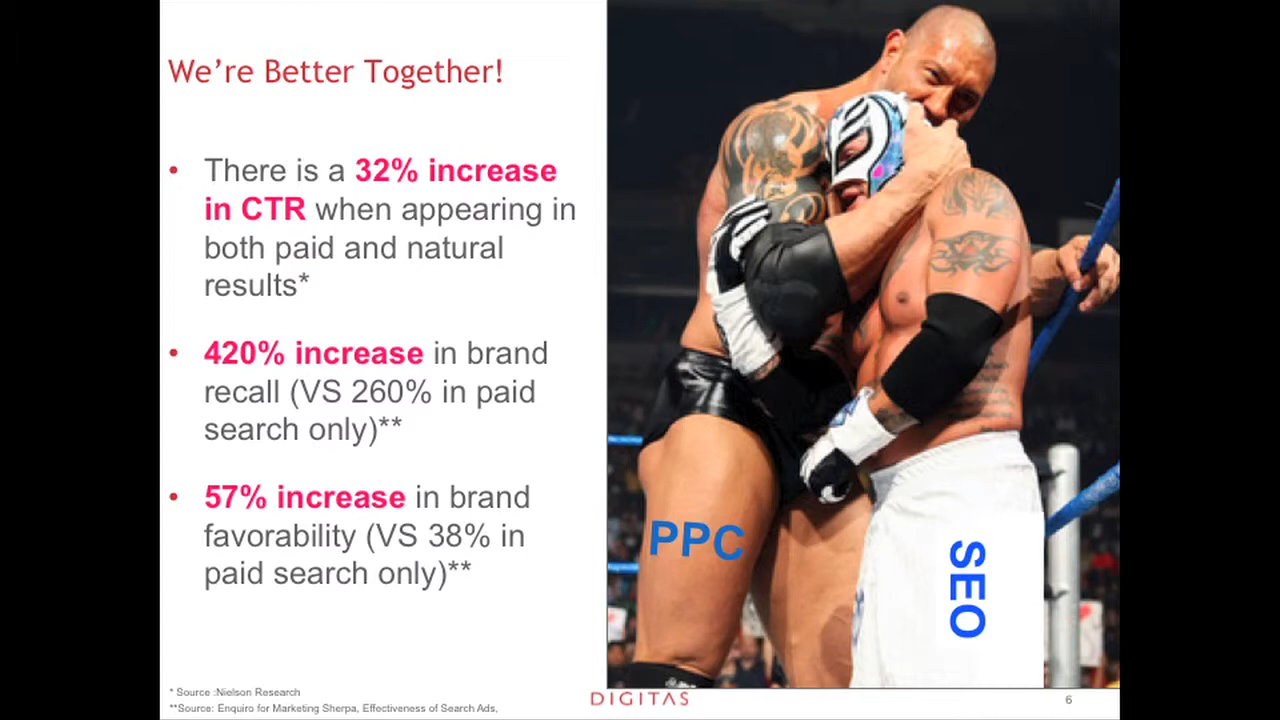 We're Better Together!
• There is a 32% increase
in CTR when appearing in
both paid and natural
results*
• 420% increase in brand
recall (VS 260% in paid
search only)**
• 57% increase in brand
favorability (VS 38% in
paid search only)**
PPC
SEO
* Source :Nielson Research
**Source: Enquiro for Marketing Sherpa, Effectiveness of Search Ads,
DIGITAS
6